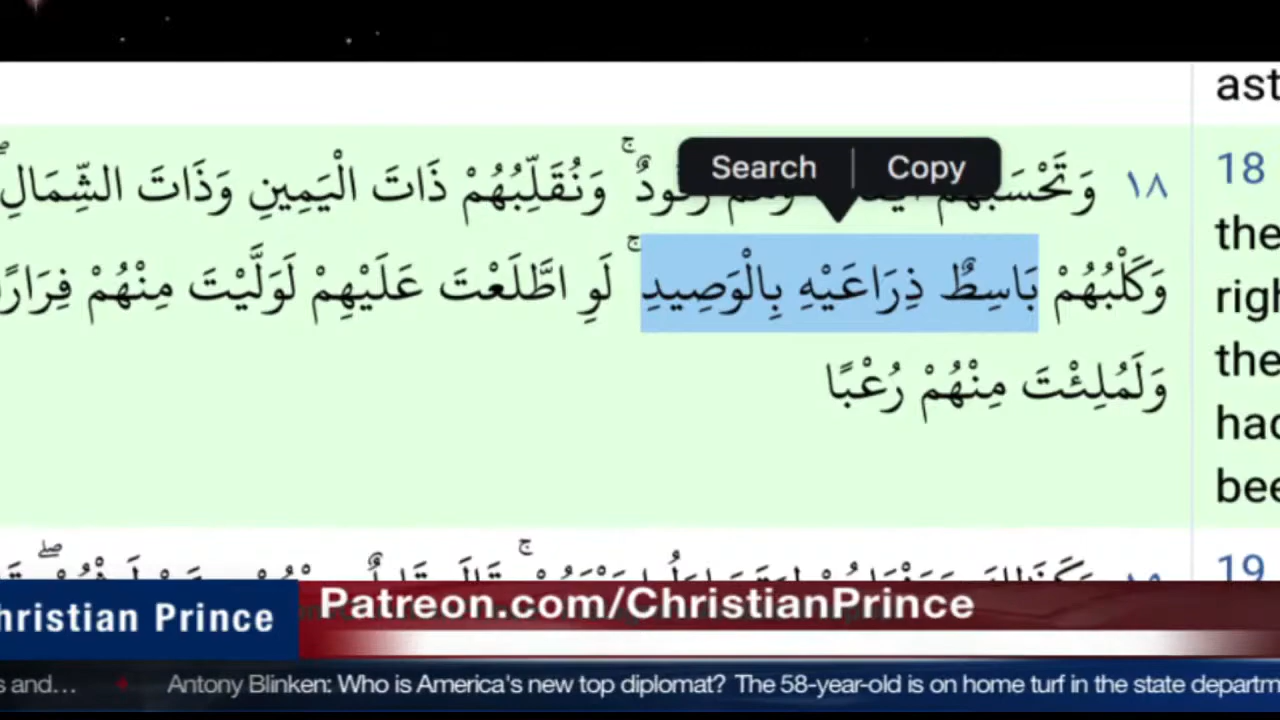 ast
Search Copy
١٨ وَتَحْسَبُهُمْ وَنُقَلِّبُهُمْ ذَاتَ الْيَمِينِ وَذَاتَ الشِّمَالِ ۖ
18
وَكَلْبُهُمْ بَاسِطٌ ذِرَاعَيْهِ بِالْوَصِيدِ ۚ لَوِ اطَّلَعْتَ عَلَيْهِمْ لَوَلَّيْتَ مِنْهُمْ فِرَارًا
the
righ
وَلَمُلِئْتَ مِنْهُمْ رُعْبًا
the
had
bee
19
Patreon.com/ChristianPrince
hristian Prince
s and... Antony Blinken: Who is America's new top diplomat? The 58-year-old is on home turf in the state departm